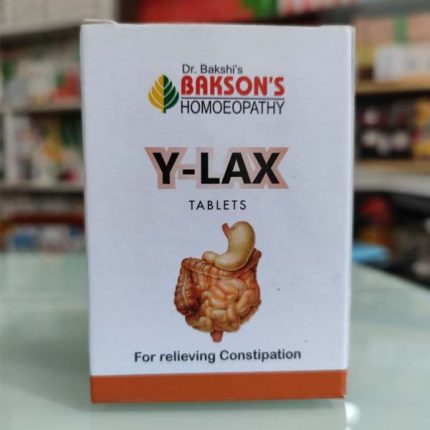 Dr. Bakshi's
BAKSON'S
HOMOEOPATHY
Y-LAX
TABLETS
For relieving Constipation